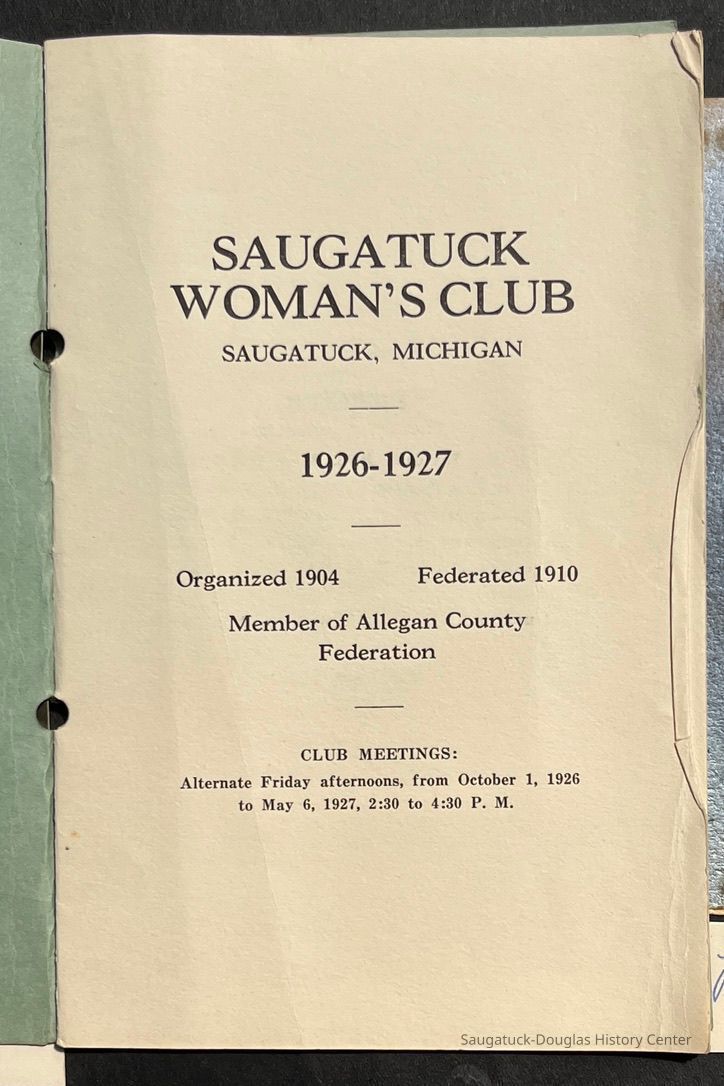 SAUGATUCK
WOMAN'S CLUB
SAUGATUCK, MICHIGAN
1926-1927
Organized 1904 Federated 1910
Member of Allegan County
Federation
CLUB MEETINGS:
Alternate Friday afternoons, from October 1, 1926
to May 6, 1927, 2:30 to 4:30 P. M.
Saugatuck-Douglas History Center